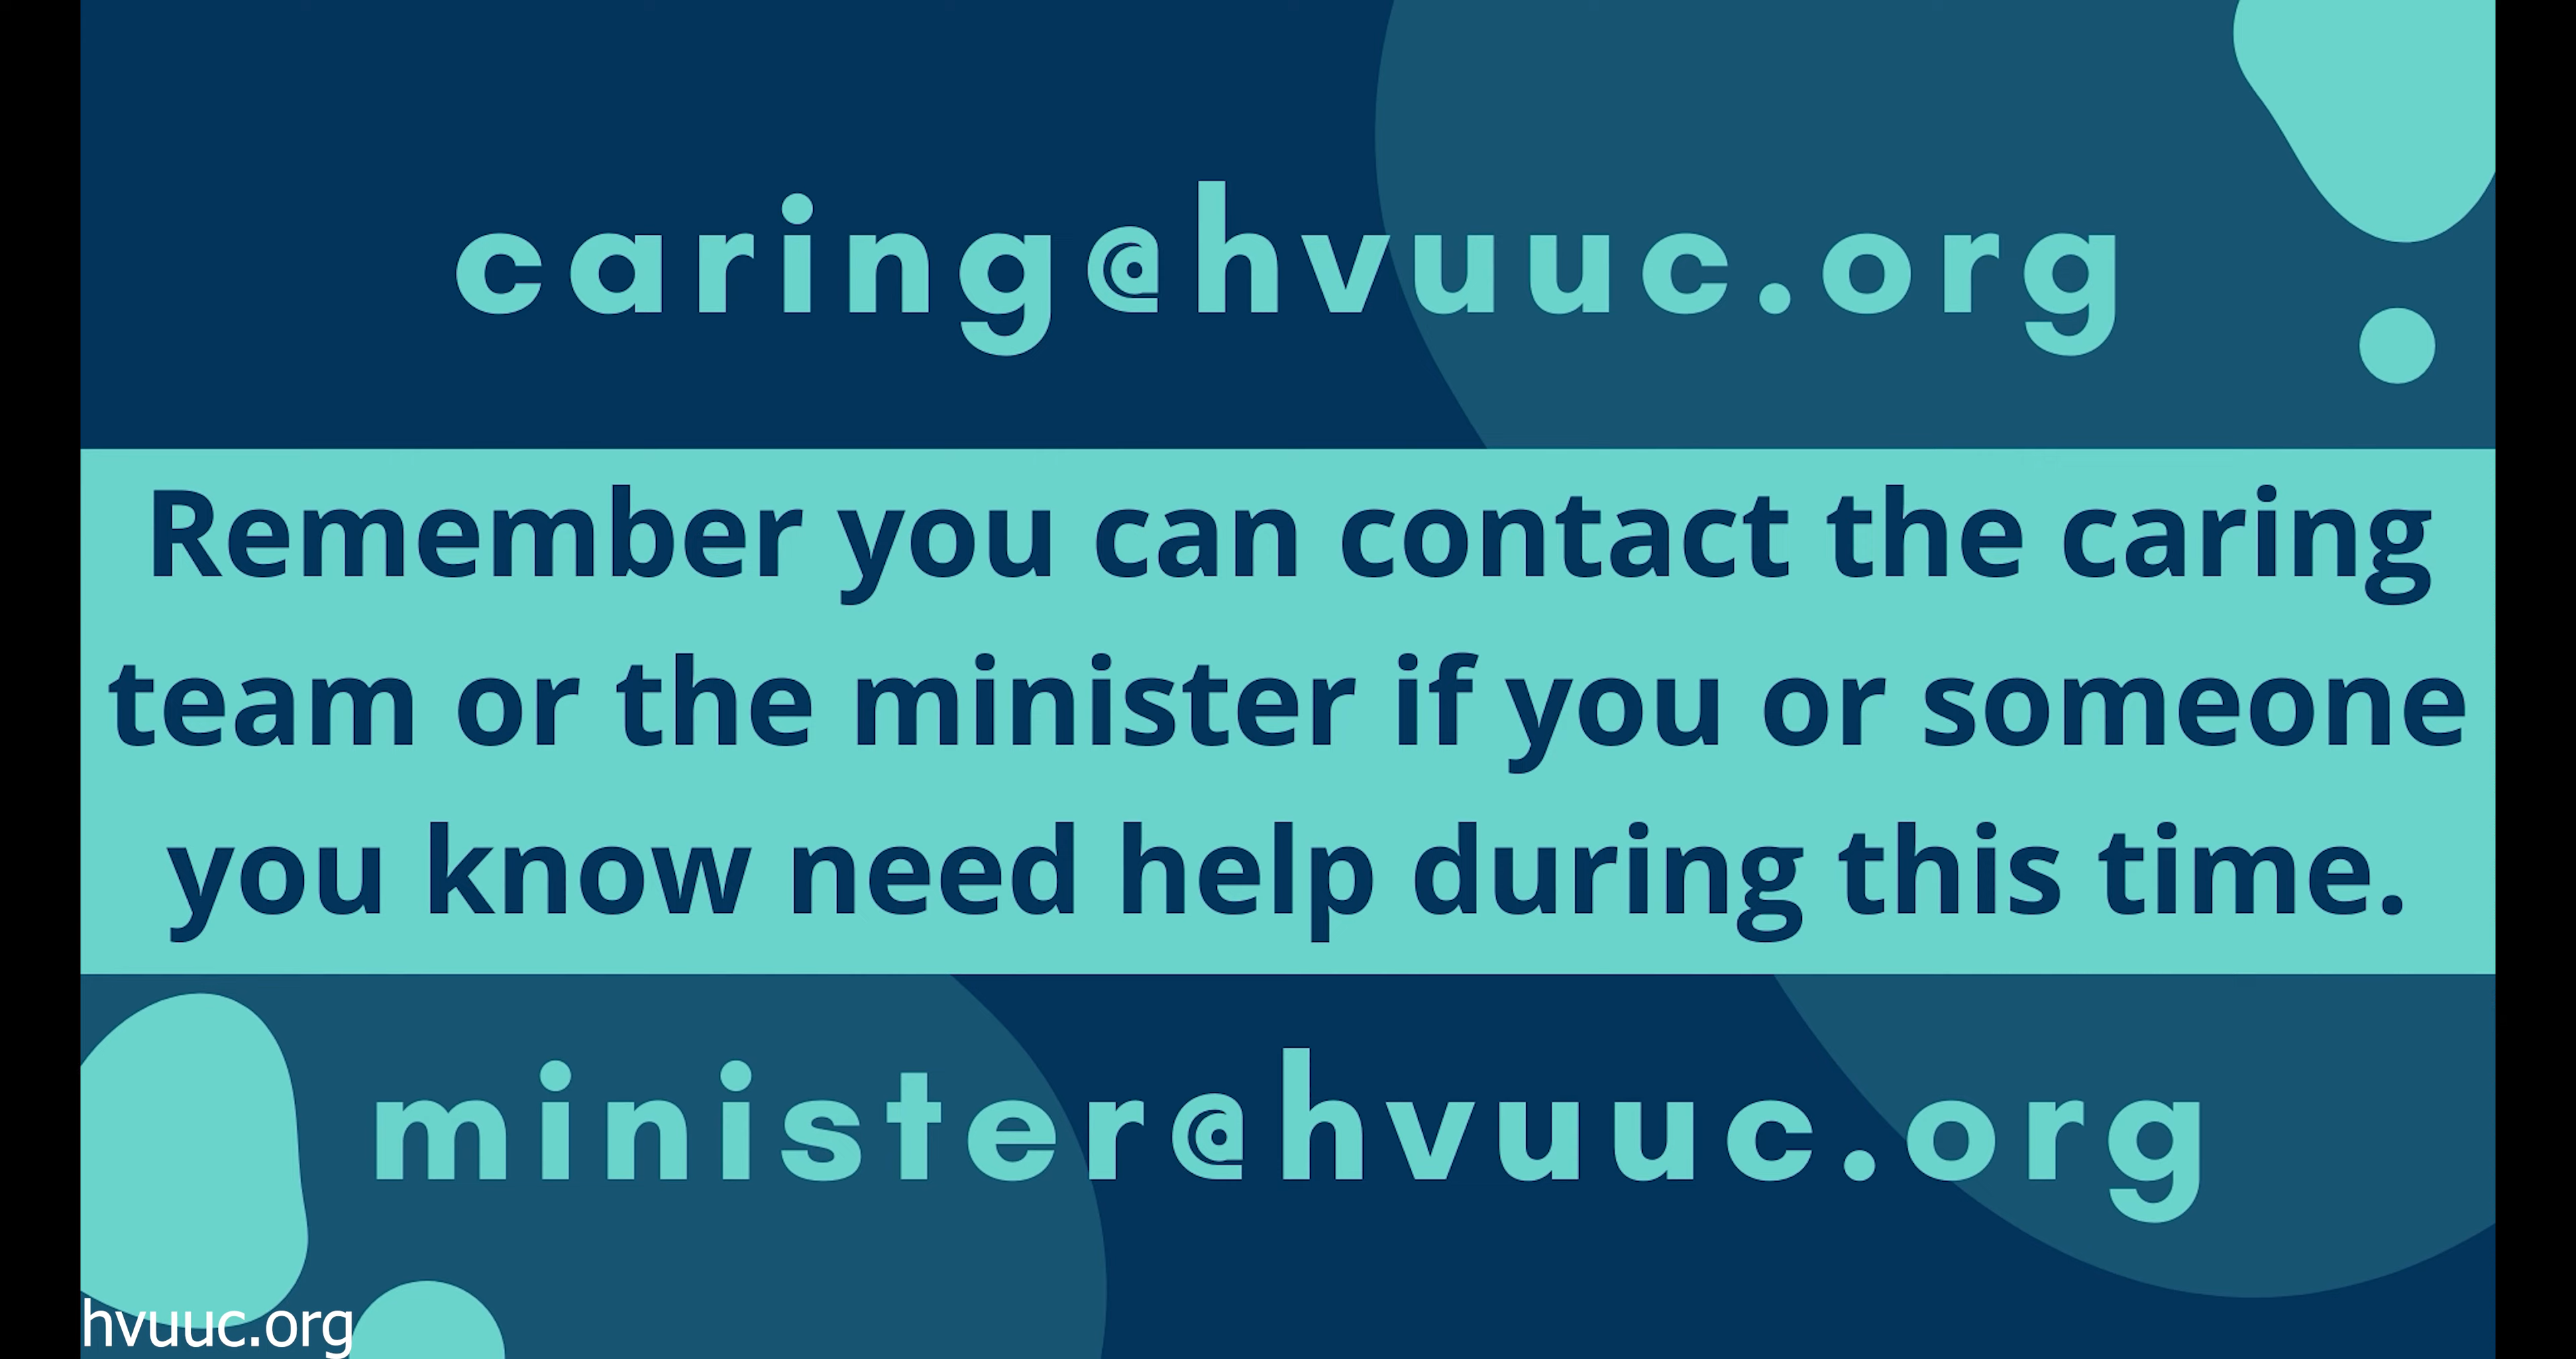 caring@hvuuc.org
Remember you can contact the caring
team or the minister if you or someone
you know need help during this time.
minister@hvuuc.org
hvuuc.org